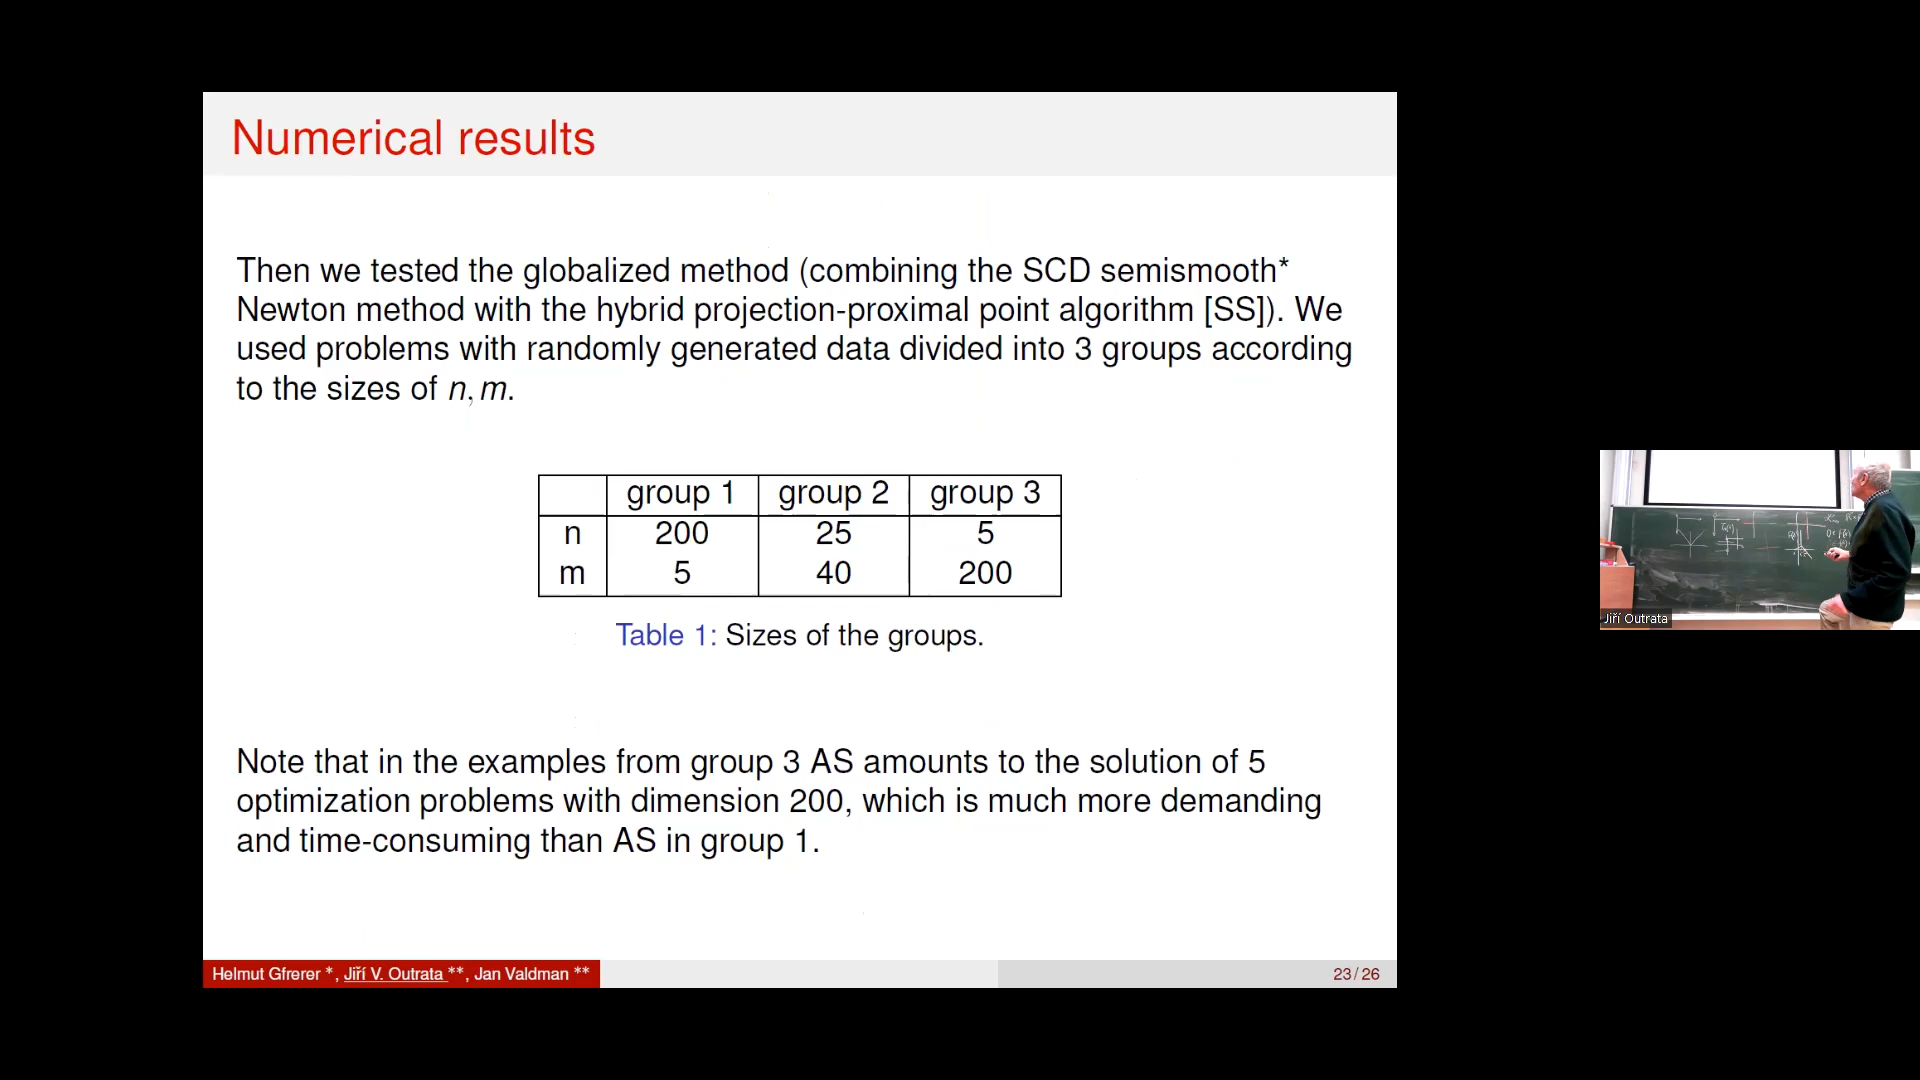 Numerical results
Then we tested the globalized method (combining the SCD semismooth*
Newton method with the hybrid projection-proximal point algorithm [SS]). We
used problems with randomly generated data divided into 3 groups according
to the sizes of n, m.
group 1 group 2 group 3
n 200 25 5
m 5 40 200
Table 1: Sizes of the groups.
Note that in the examples from group 3 AS amounts to the solution of 5
optimization problems with dimension 200, which is much more demanding
and time-consuming than AS in group 1.
Helmut Gfrerer *, Jiří V. Outrata **, Jan Valdman **
23/26
Jiří Outrata